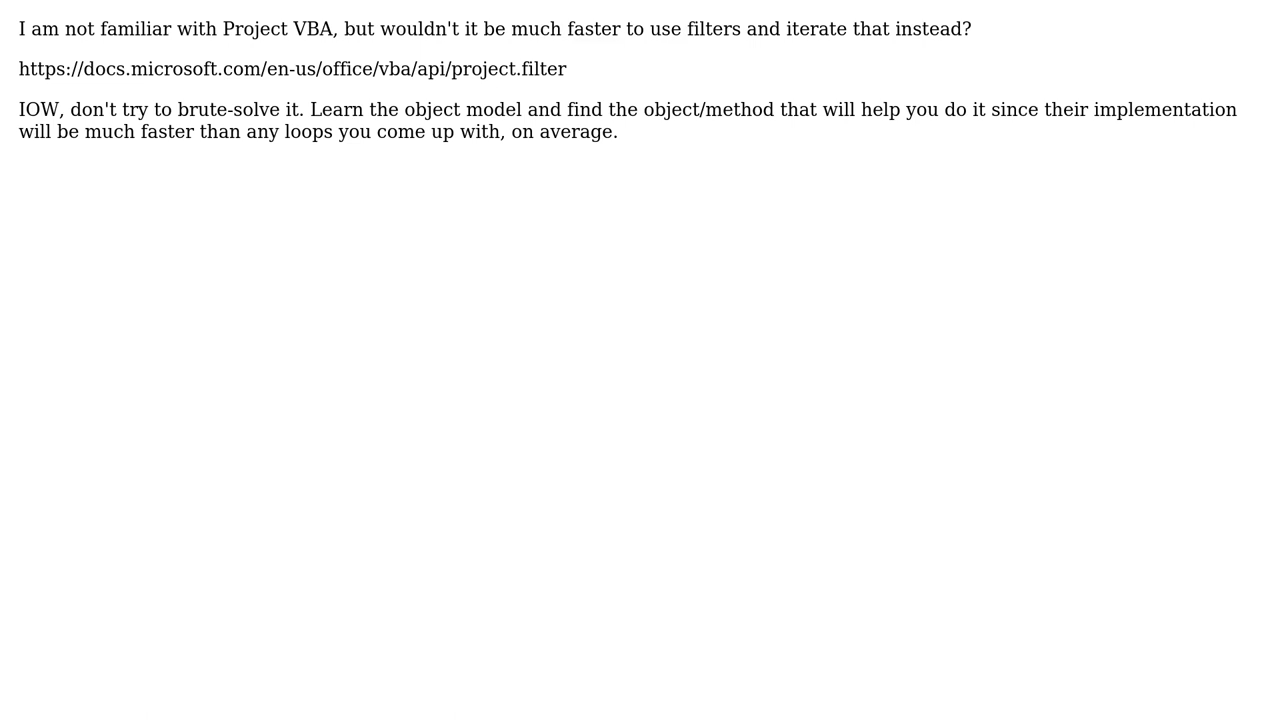 I am not familiar with Project VBA, but wouldn't it be much faster to use filters and iterate that instead?
https://docs.microsoft.com/en-us/office/vba/api/project.filter
IOW, don't try to brute-solve it. Learn the object model and find the object/method that will help you do it since their implementation
will be much faster than any loops you come up with, on average.